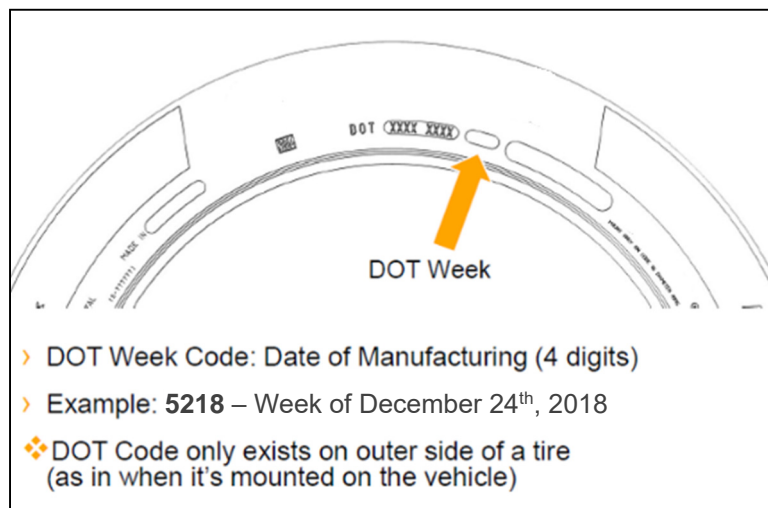 DOT XXXX XXXX
MADE IN
DOT Week
› DOT Week Code: Date of Manufacturing (4 digits)
› Example: 5218 – Week of December 24th, 2018
❖DOT Code only exists on outer side of a tire
(as in when it's mounted on the vehicle)